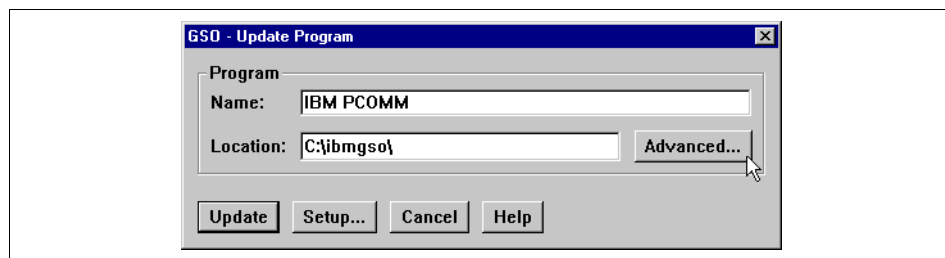 GSO - Update Program
Program
Name: IBM PCOMM
Location: C:\ibmgso\ Advanced...
Update Setup... Cancel Help